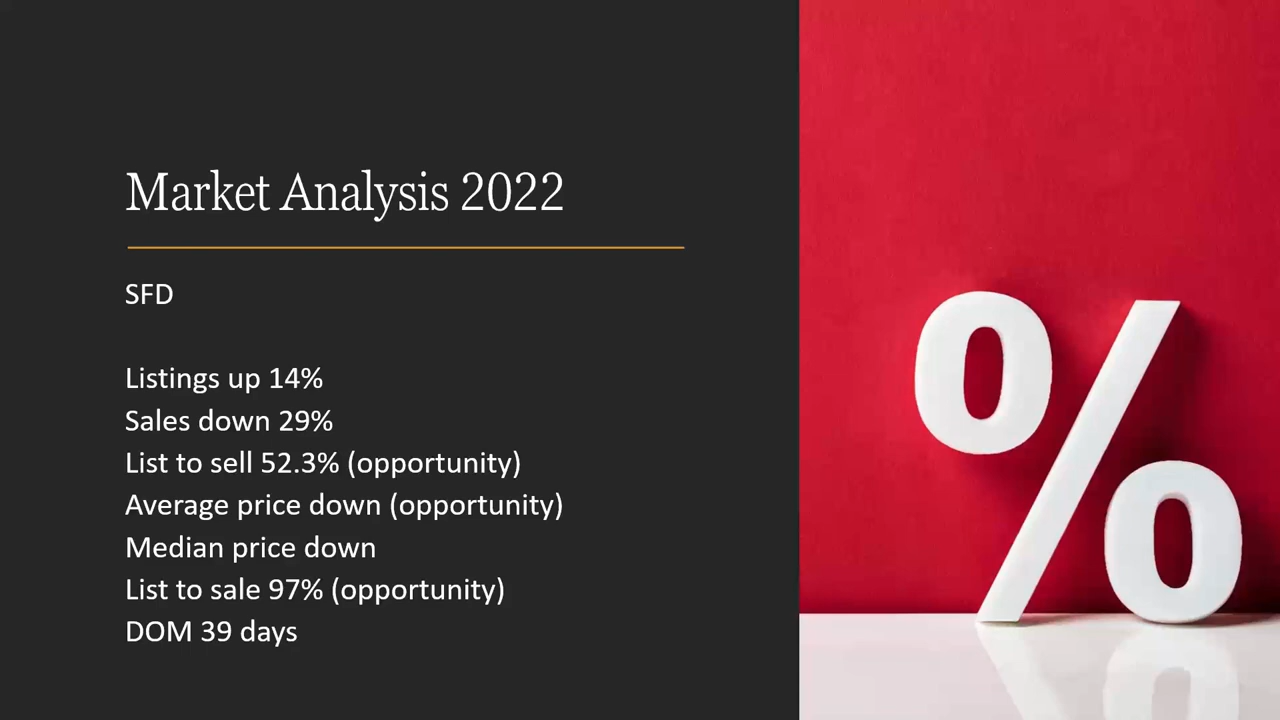 Market Analysis 2022
SFD
Listings up 14%
Sales down 29%
List to sell 52.3% (opportunity)
Average price down (opportunity)
Median price down
List to sale 97% (opportunity)
DOM 39 days
%